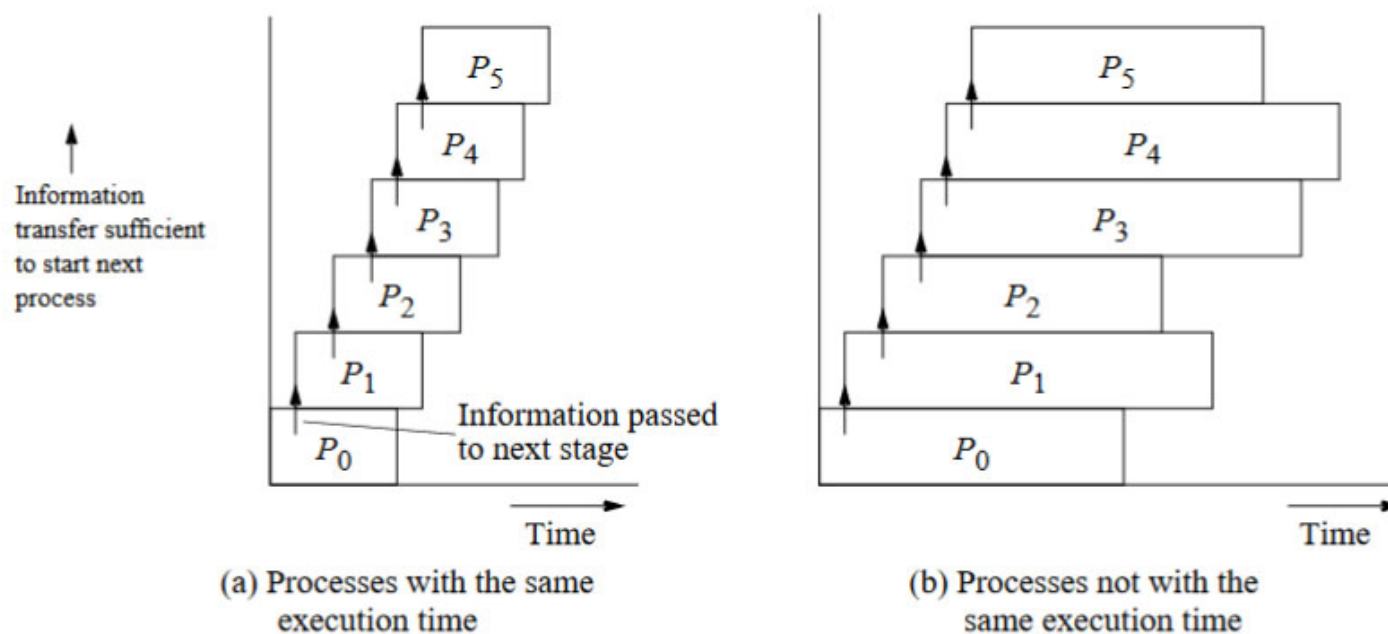 P5
P4
P3
P2
P1
P0
Information
transfer sufficient
to start next
process
Information passed
to next stage
Time
(a) Processes with the same
execution time
P5
P4
P3
P2
P1
P0
Time
(b) Processes not with the
same execution time